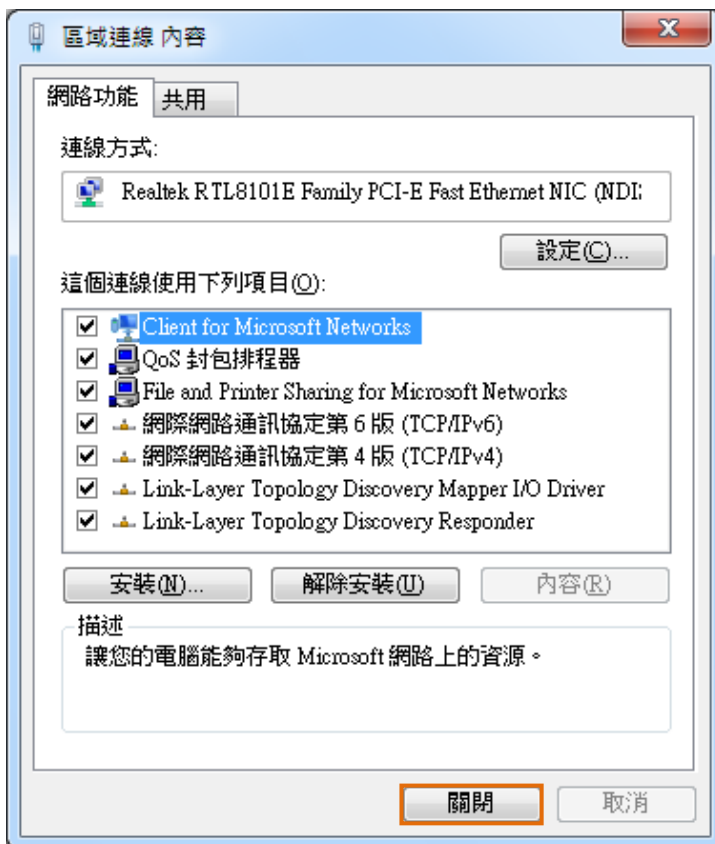 區域連線 內容
網路功能 共用
連線方式:
Realtek RTL8101E Family PCI-E Fast Ethernet NIC (NDI
設定(C)...
這個連線使用下列項目(O):
Client for Microsoft Networks
QoS 封包排程器
File and Printer Sharing for Microsoft Networks
網際網路通訊協定第 6 版 (TCP/IPv6)
網際網路通訊協定第 4 版 (TCP/IPv4)
Link-Layer Topology Discovery Mapper I/O Driver
Link-Layer Topology Discovery Responder
安裝(N)... 解除安裝(U) 內容(R)
描述
讓您的電腦能夠存取 Microsoft 網路上的資源。
關閉 取消